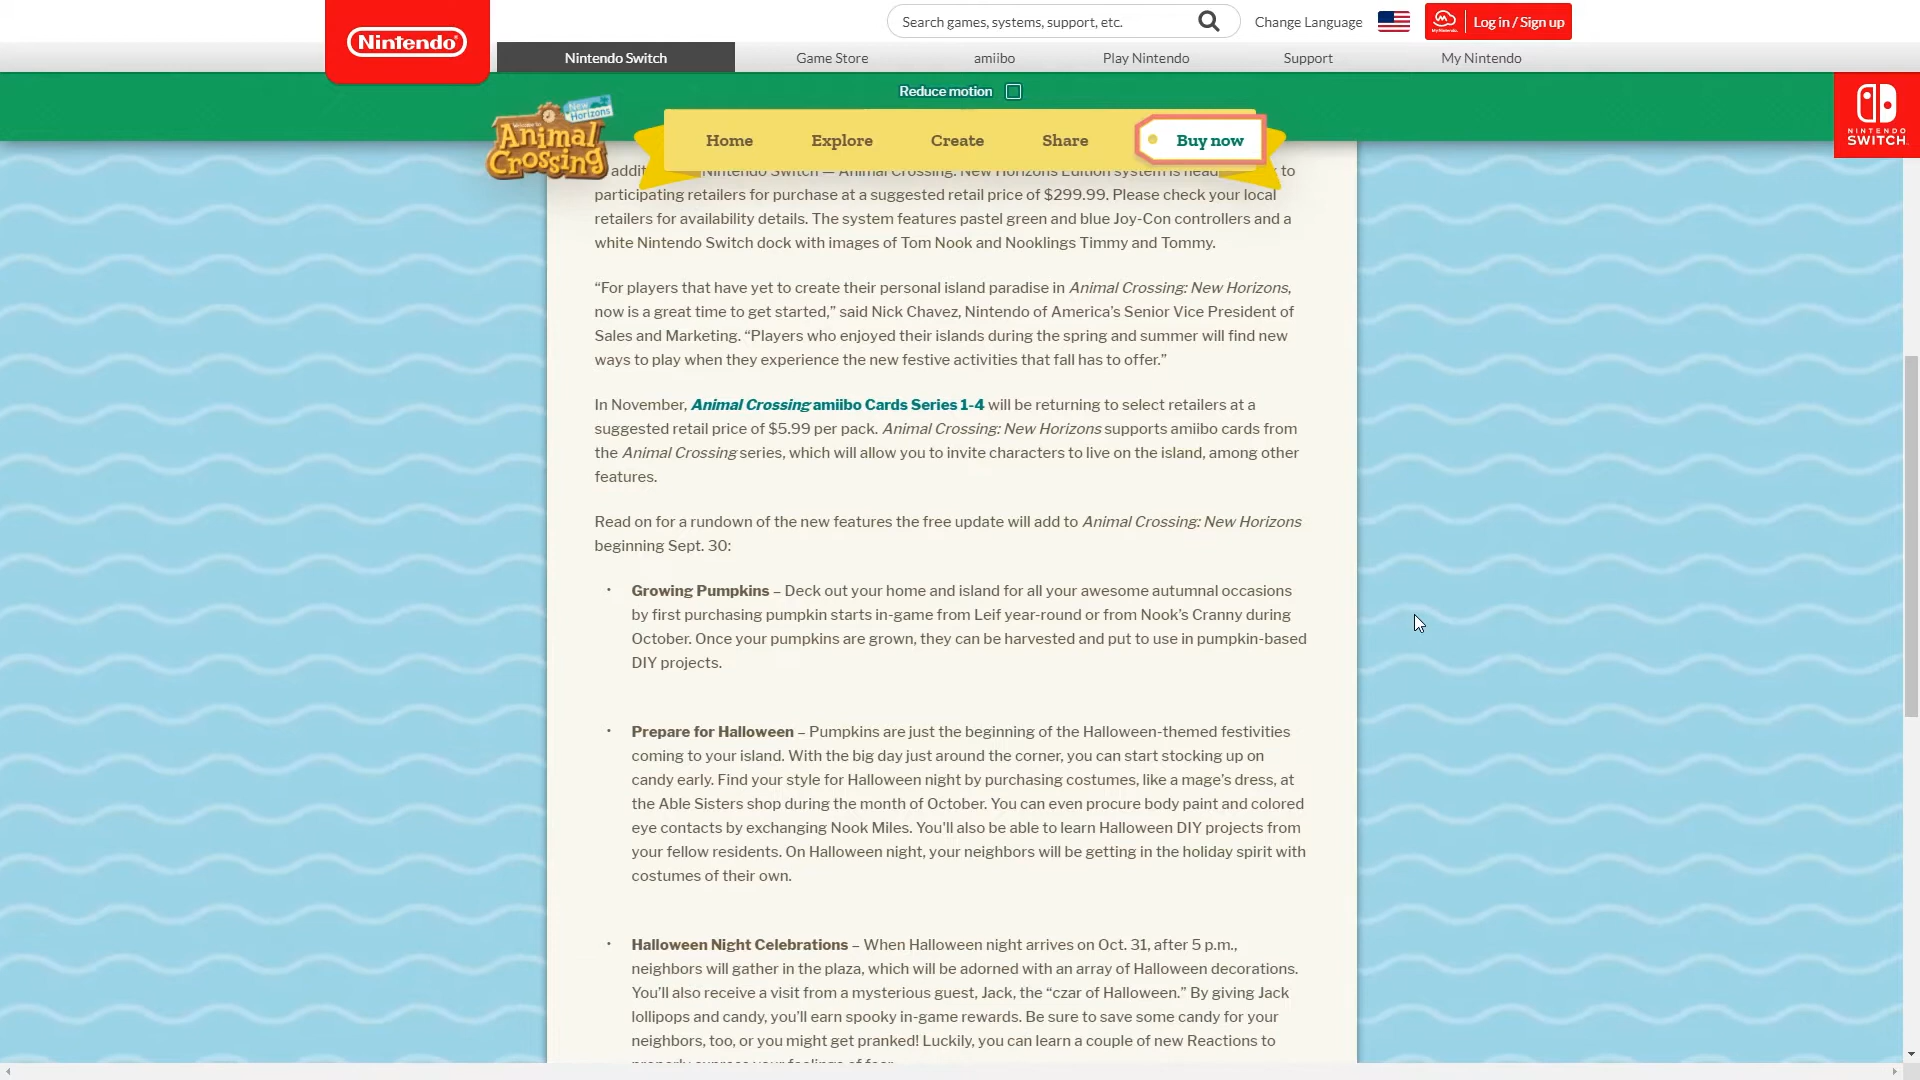 Nintendo
Search games, systems, support, etc.
Change Language
My Nintendo
Log in / Sign up
Nintendo Switch
Game Store
amiibo
Play Nintendo
Support
My Nintendo
Reduce motion
Welcome to
Animal
Crossing
New
Horizons
Home
Explore
Create
Share
Buy now
NINTENDO
SWITCH
addit Nintendo Switch — Animal Crossing: New Horizons Edition system is head to
participating retailers for purchase at a suggested retail price of $299.99. Please check your local
retailers for availability details. The system features pastel green and blue Joy-Con controllers and a
white Nintendo Switch dock with images of Tom Nook and Nooklings Timmy and Tommy.
“For players that have yet to create their personal island paradise in Animal Crossing: New Horizons,
now is a great time to get started,” said Nick Chavez, Nintendo of America’s Senior Vice President of
Sales and Marketing. “Players who enjoyed their islands during the spring and summer will find new
ways to play when they experience the new festive activities that fall has to offer.”
In November, Animal Crossing amiibo Cards Series 1-4 will be returning to select retailers at a
suggested retail price of $5.99 per pack. Animal Crossing: New Horizons supports amiibo cards from
the Animal Crossing series, which will allow you to invite characters to live on the island, among other
features.
Read on for a rundown of the new features the free update will add to Animal Crossing: New Horizons
beginning Sept. 30:
• Growing Pumpkins – Deck out your home and island for all your awesome autumnal occasions
by first purchasing pumpkin starts in-game from Leif year-round or from Nook’s Cranny during
October. Once your pumpkins are grown, they can be harvested and put to use in pumpkin-based
DIY projects.
• Prepare for Halloween – Pumpkins are just the beginning of the Halloween-themed festivities
coming to your island. With the big day just around the corner, you can start stocking up on
candy early. Find your style for Halloween night by purchasing costumes, like a mage’s dress, at
the Able Sisters shop during the month of October. You can even procure body paint and colored
eye contacts by exchanging Nook Miles. You'll also be able to learn Halloween DIY projects from
your fellow residents. On Halloween night, your neighbors will be getting in the holiday spirit with
costumes of their own.
• Halloween Night Celebrations – When Halloween night arrives on Oct. 31, after 5 p.m.,
neighbors will gather in the plaza, which will be adorned with an array of Halloween decorations.
You’ll also receive a visit from a mysterious guest, Jack, the “czar of Halloween.” By giving Jack
lollipops and candy, you’ll earn spooky in-game rewards. Be sure to save some candy for your
neighbors, too, or you might get pranked! Luckily, you can learn a couple of new Reactions to
properly express your feelings of fear.